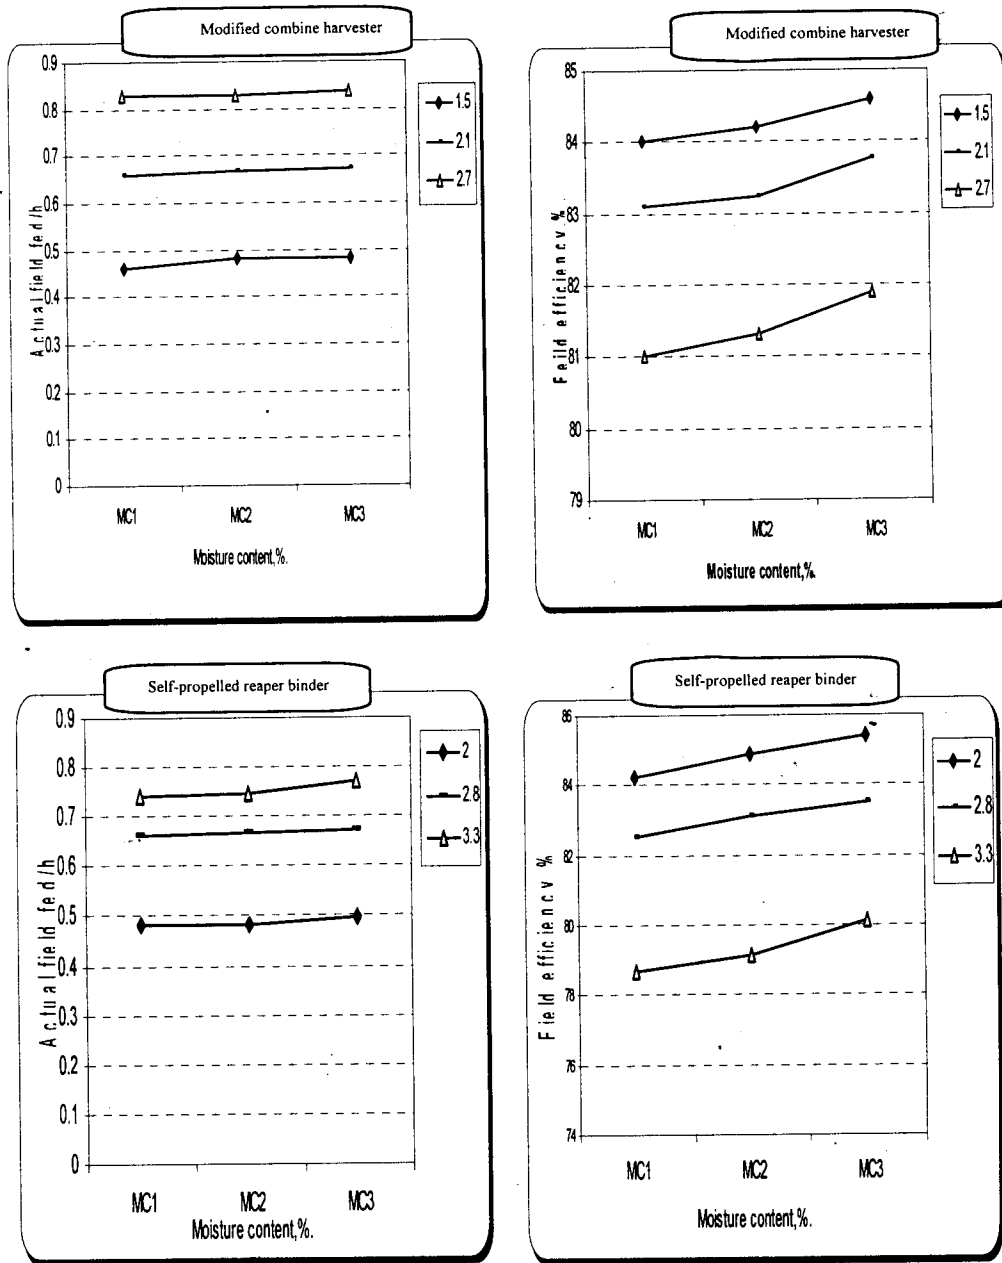 Modified combine harvester
0.9
0.8
0.7
0.6
0.5
0.4
0.3
0.2
0.1
0
Actual field fed/h
MC1 MC2 MC3
Moisture content,%.
1.5
2.1
2.7
Modified combine harvester
85
84
83
82
81
80
79
Feild efficiency %
MC1 MC2 MC3
Moisture content,%.
1.5
2.1
2.7
Self-propelled reaper binder
0.9
0.8
0.7
0.6
0.5
0.4
0.3
0.2
0.1
0
Actual field fed/h
MC1 MC2 MC3
Moisture content,%.
2
2.8
3.3
Self-propelled reaper binder
86
84
82
80
78
76
74
Field efficiency %
MC1 MC2 MC3
Moisture content,%.
2
2.8
3.3